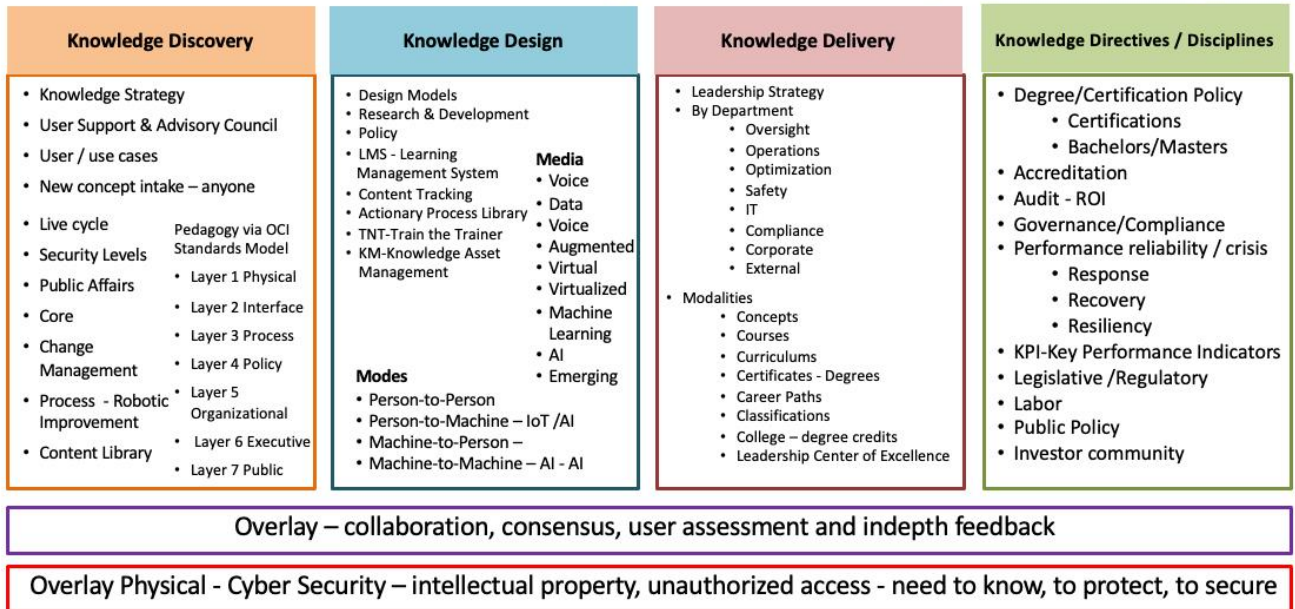 Knowledge Discovery
• Knowledge Strategy
• User Support & Advisory Council
• User / use cases
• New concept intake – anyone
• Live cycle
• Security Levels
• Public Affairs
• Core
• Change
Management
• Process - Robotic
Improvement
• Content Library
Pedagogy via OCI
Standards Model
• Layer 1 Physical
• Layer 2 Interface
• Layer 3 Process
• Layer 4 Policy
• Layer 5
Organizational
• Layer 6 Executive
• Layer 7 Public
Knowledge Design
• Design Models
• Research & Development
• Policy
• LMS - Learning
Management System
• Content Tracking
• Actionary Process Library
• TNT-Train the Trainer
• KM-Knowledge Asset
Management
Media
• Voice
• Data
• Voice
• Augmented
• Virtual
• Virtualized
• Machine
Learning
• AI
• Emerging
Modes
• Person-to-Person
• Person-to-Machine – IoT /AI
• Machine-to-Person –
• Machine-to-Machine – AI - AI
Knowledge Delivery
• Leadership Strategy
• By Department
• Oversight
• Operations
• Optimization
• Safety
• IT
• Compliance
• Corporate
• External
• Modalities
• Concepts
• Courses
• Curriculums
• Certificates - Degrees
• Career Paths
• Classifications
• College – degree credits
• Leadership Center of Excellence
Knowledge Directives / Disciplines
• Degree/Certification Policy
• Certifications
• Bachelors/Masters
• Accreditation
• Audit - ROI
• Governance/Compliance
• Performance reliability / crisis
• Response
• Recovery
• Resiliency
• KPI-Key Performance Indicators
• Legislative /Regulatory
• Labor
• Public Policy
• Investor community
Overlay – collaboration, consensus, user assessment and indepth feedback
Overlay Physical - Cyber Security – intellectual property, unauthorized access - need to know, to protect, to secure